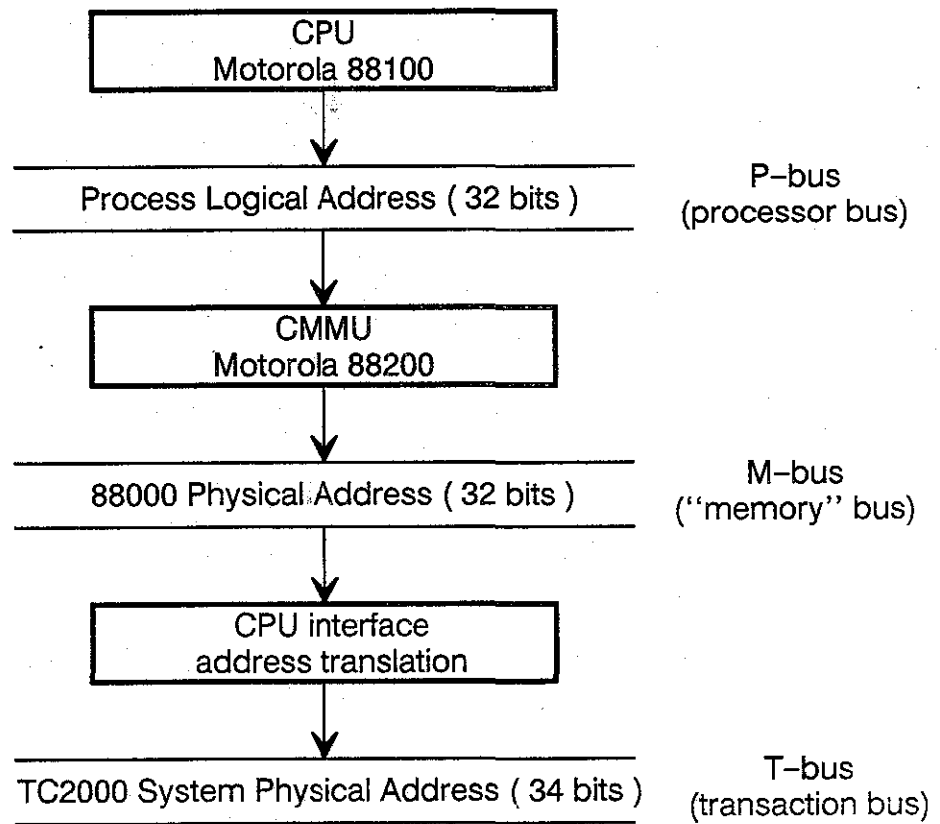 CPU
Motorola 88100
Process Logical Address ( 32 bits )
P–bus
(processor bus)
CMMU
Motorola 88200
88000 Physical Address ( 32 bits )
M–bus
(‘‘memory’’ bus)
CPU interface
address translation
TC2000 System Physical Address ( 34 bits )
T–bus
(transaction bus)